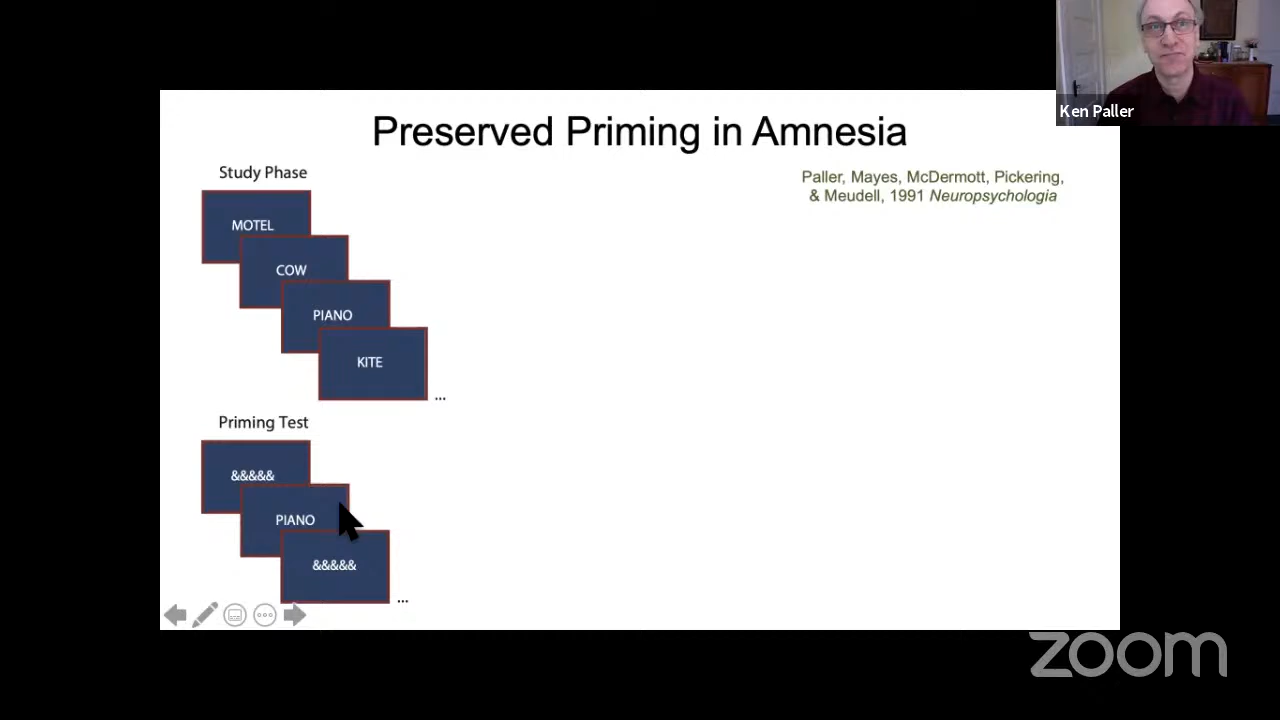 Ken Paller
Preserved Priming in Amnesia
Study Phase
Paller, Mayes, McDermott, Pickering,
& Meudell, 1991 Neuropsychologia
MOTEL
COW
PIANO
KITE
...
Priming Test
&&&&&
PIANO
&&&&&
...
zoom